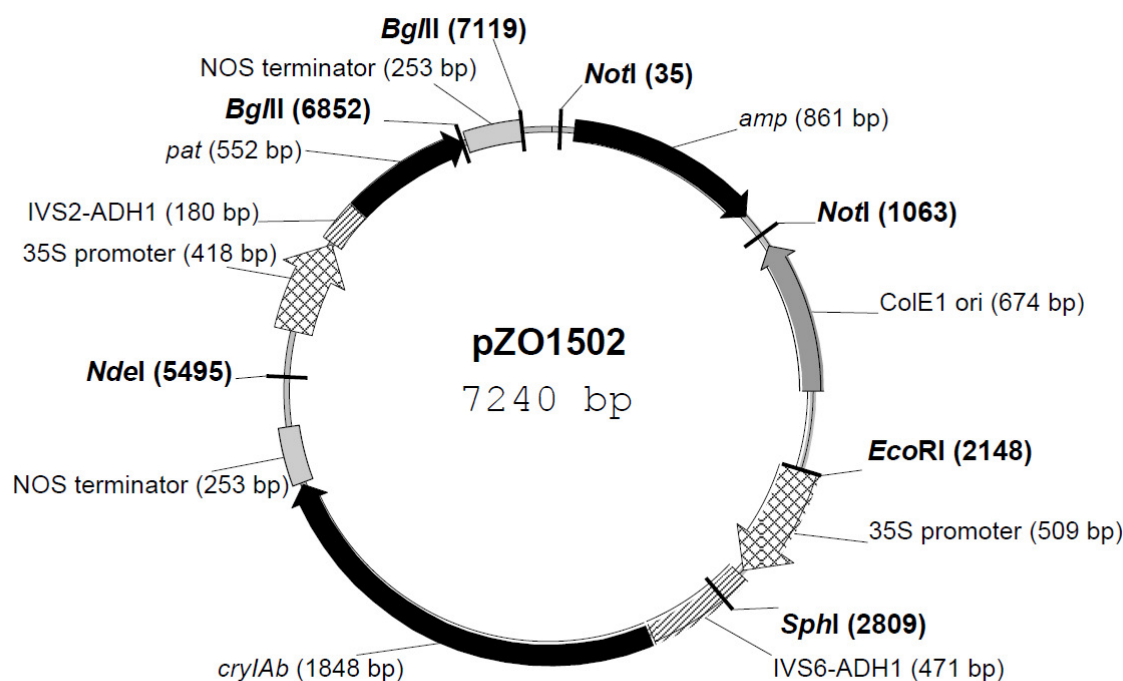 BglII (7119)
NOS terminator (253 bp)
NotI (35)
BglII (6852)
amp (861 bp)
pat (552 bp)
IVS2-ADH1 (180 bp)
NotI (1063)
35S promoter (418 bp)
ColE1 ori (674 bp)
pZO1502
NdeI (5495)
7240 bp
EcoRI (2148)
NOS terminator (253 bp)
35S promoter (509 bp)
SphI (2809)
cryIAb (1848 bp)
IVS6-ADH1 (471 bp)